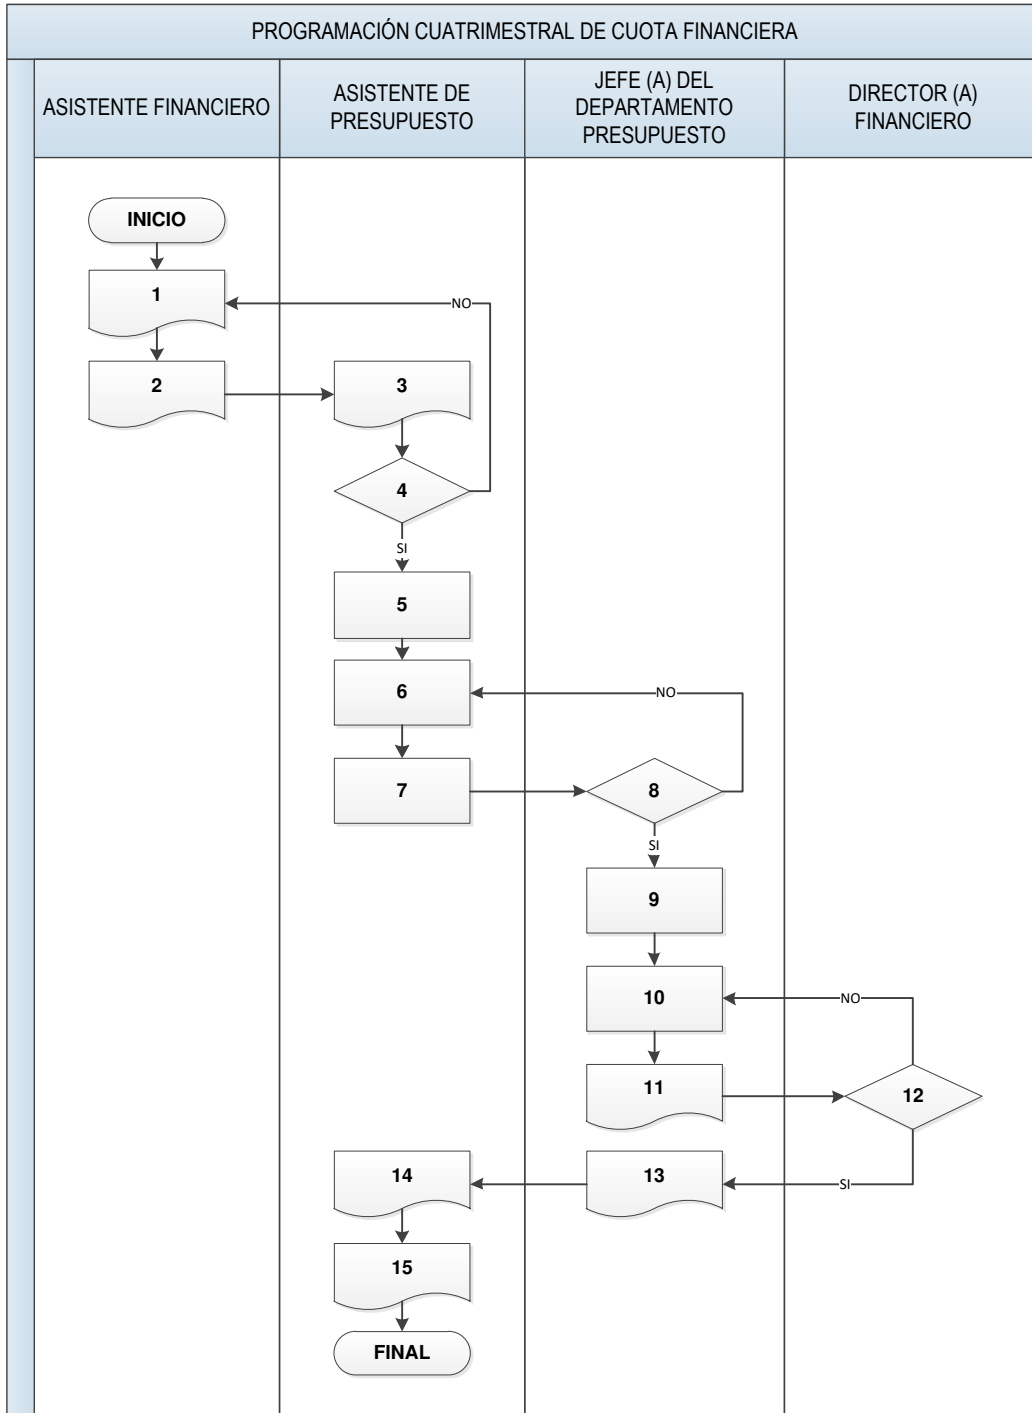 PROGRAMACIÓN CUATRIMESTRAL DE CUOTA FINANCIERA
ASISTENTE FINANCIERO
ASISTENTE DE
PRESUPUESTO
JEFE (A) DEL
DEPARTAMENTO
PRESUPUESTO
DIRECTOR (A)
FINANCIERO
INICIO
1
NO
2
3
4
SI
5
6
NO
7
8
SI
9
10
NO
11
12
14
13
SI
15
FINAL